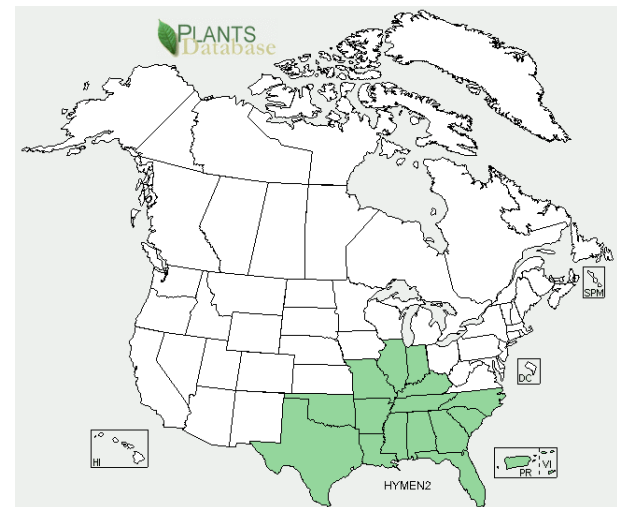 PLANTS
Database
SPM
DC
HI
PR
VI
HYMEN2